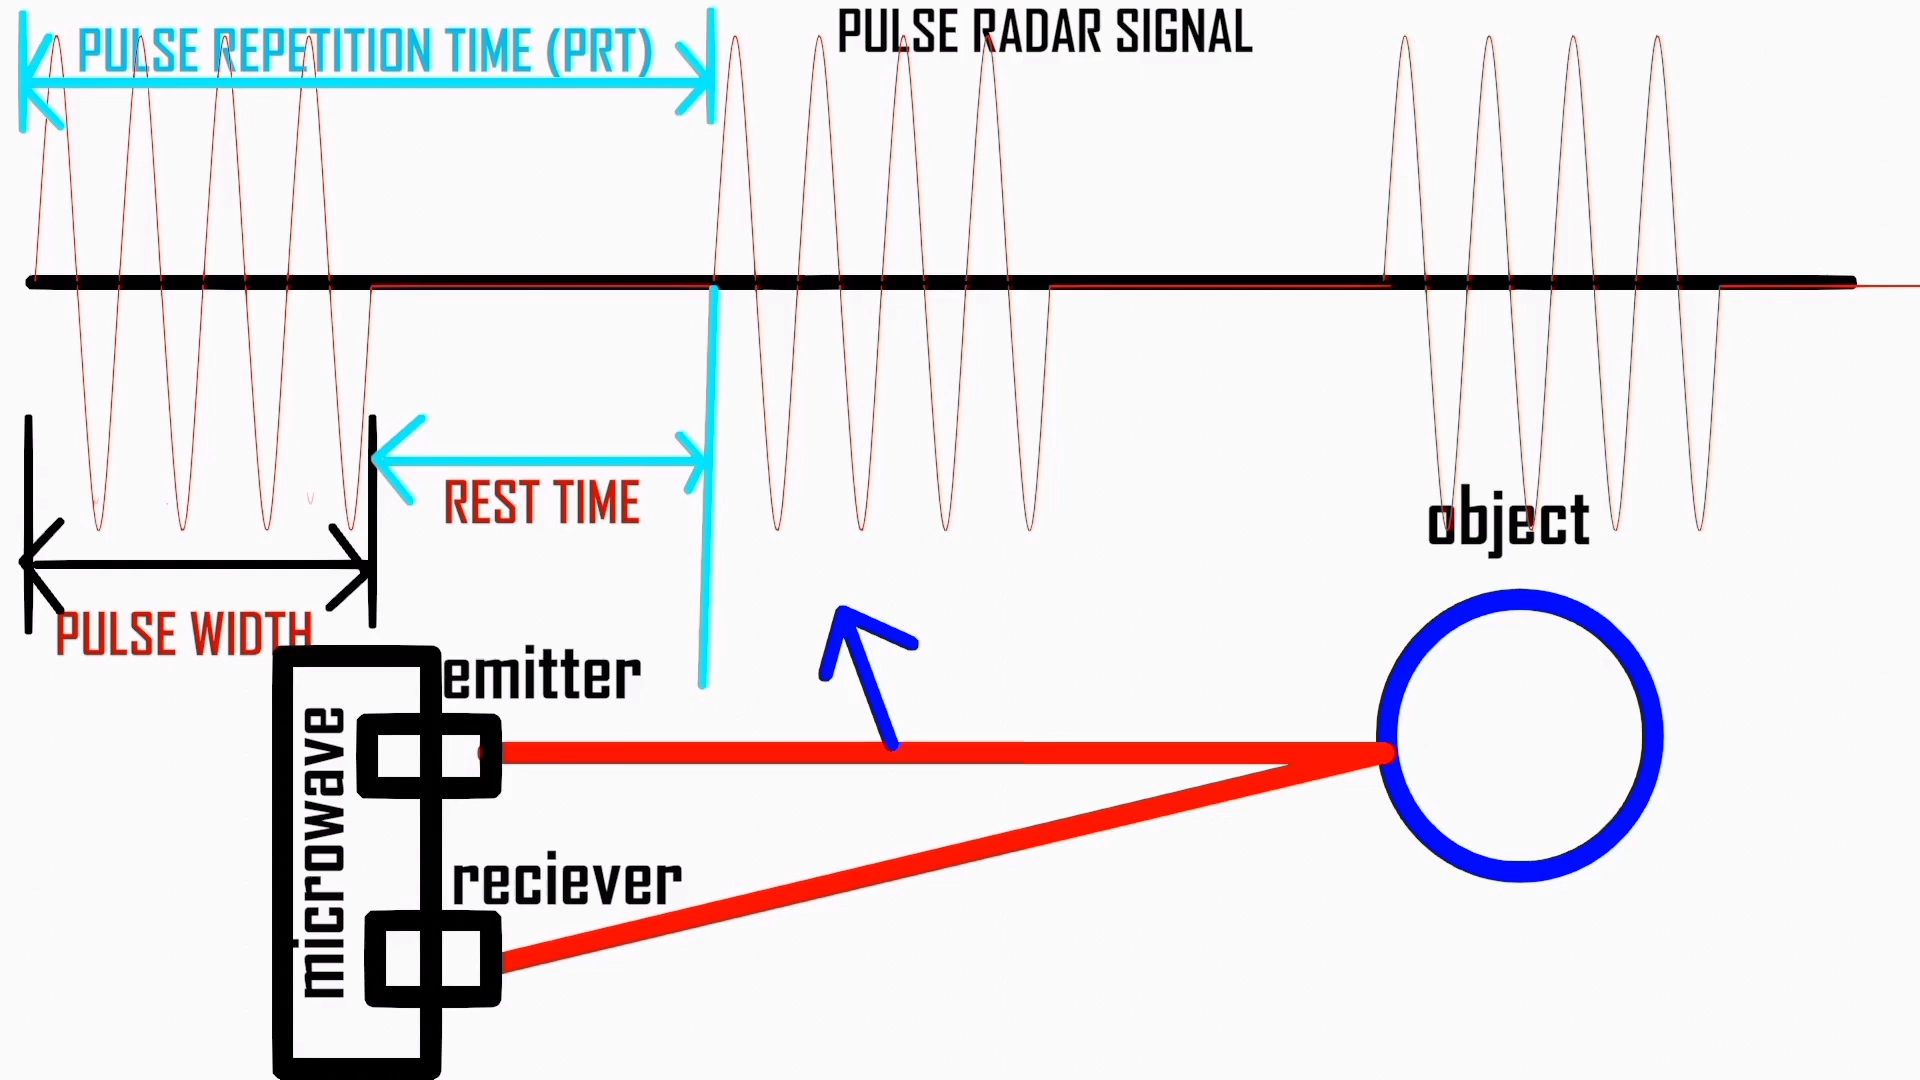 PULSE RADAR SIGNAL
PULSE REPETITION TIME (PRT)
REST TIME
object
PULSE WIDTH
emitter
microwave
reciever